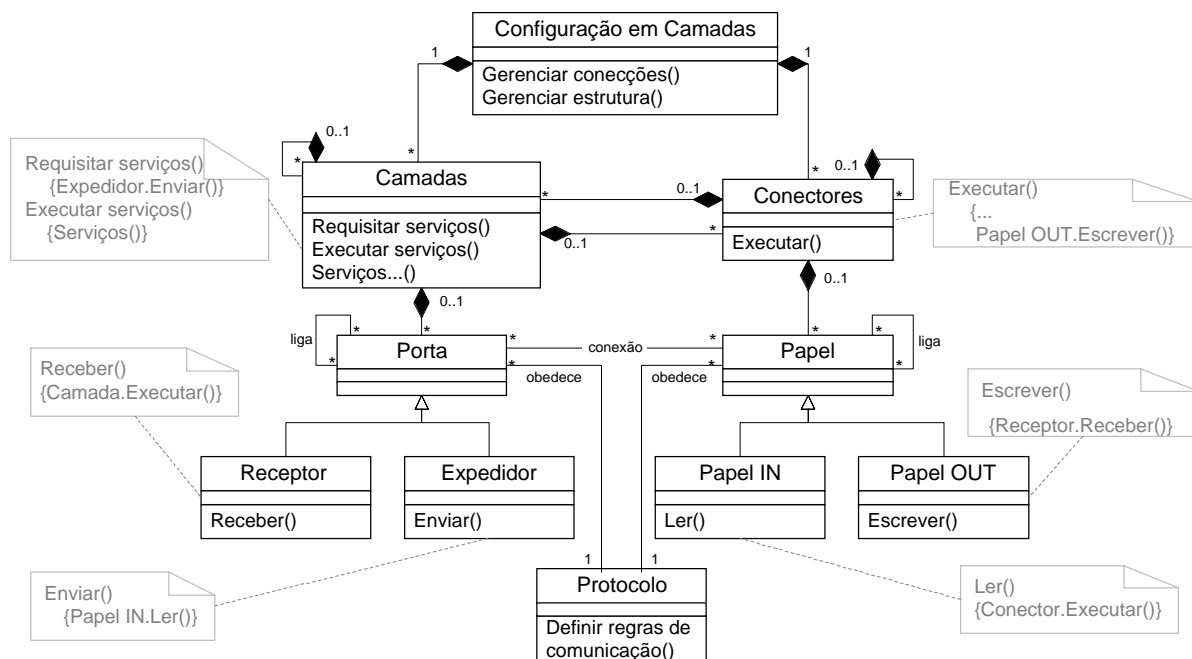 Configuração em Camadas
1
1
Gerenciar conecções()
Gerenciar estrutura()
0..1
*
*
Requisitar serviços()
{Expedidor.Enviar()}
Executar serviços()
{Serviços()}
Camadas
Requisitar serviços()
Executar serviços()
Serviços...()
*
0..1
0..1
*
*
0..1
*
Conectores
Executar()
Executar()
{...
Papel OUT.Escrever()}
0..1
0..1
*
*
liga
*
*
Porta
*
conexão
*
*
obedece
*
obedece
Papel
*
*
liga
Receber()
{Camada.Executar()}
Escrever()
{Receptor.Receber()}
Receptor
Receber()
Expedidor
Enviar()
Papel IN
Ler()
Papel OUT
Escrever()
1
1
Enviar()
{Papel IN.Ler()}
Protocolo
Definir regras de
comunicação()
Ler()
{Conector.Executar()}